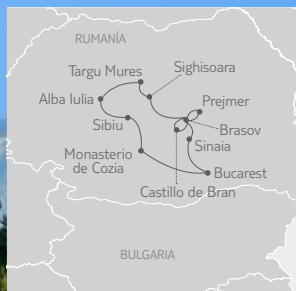 RUMANÍA
Targu Mures
Sighisoara
Alba Iulia
Prejmer
Sibiu
Brasov
Sinaia
Monasterio
de Cozia
Bucarest
Castillo de Bran
BULGARIA